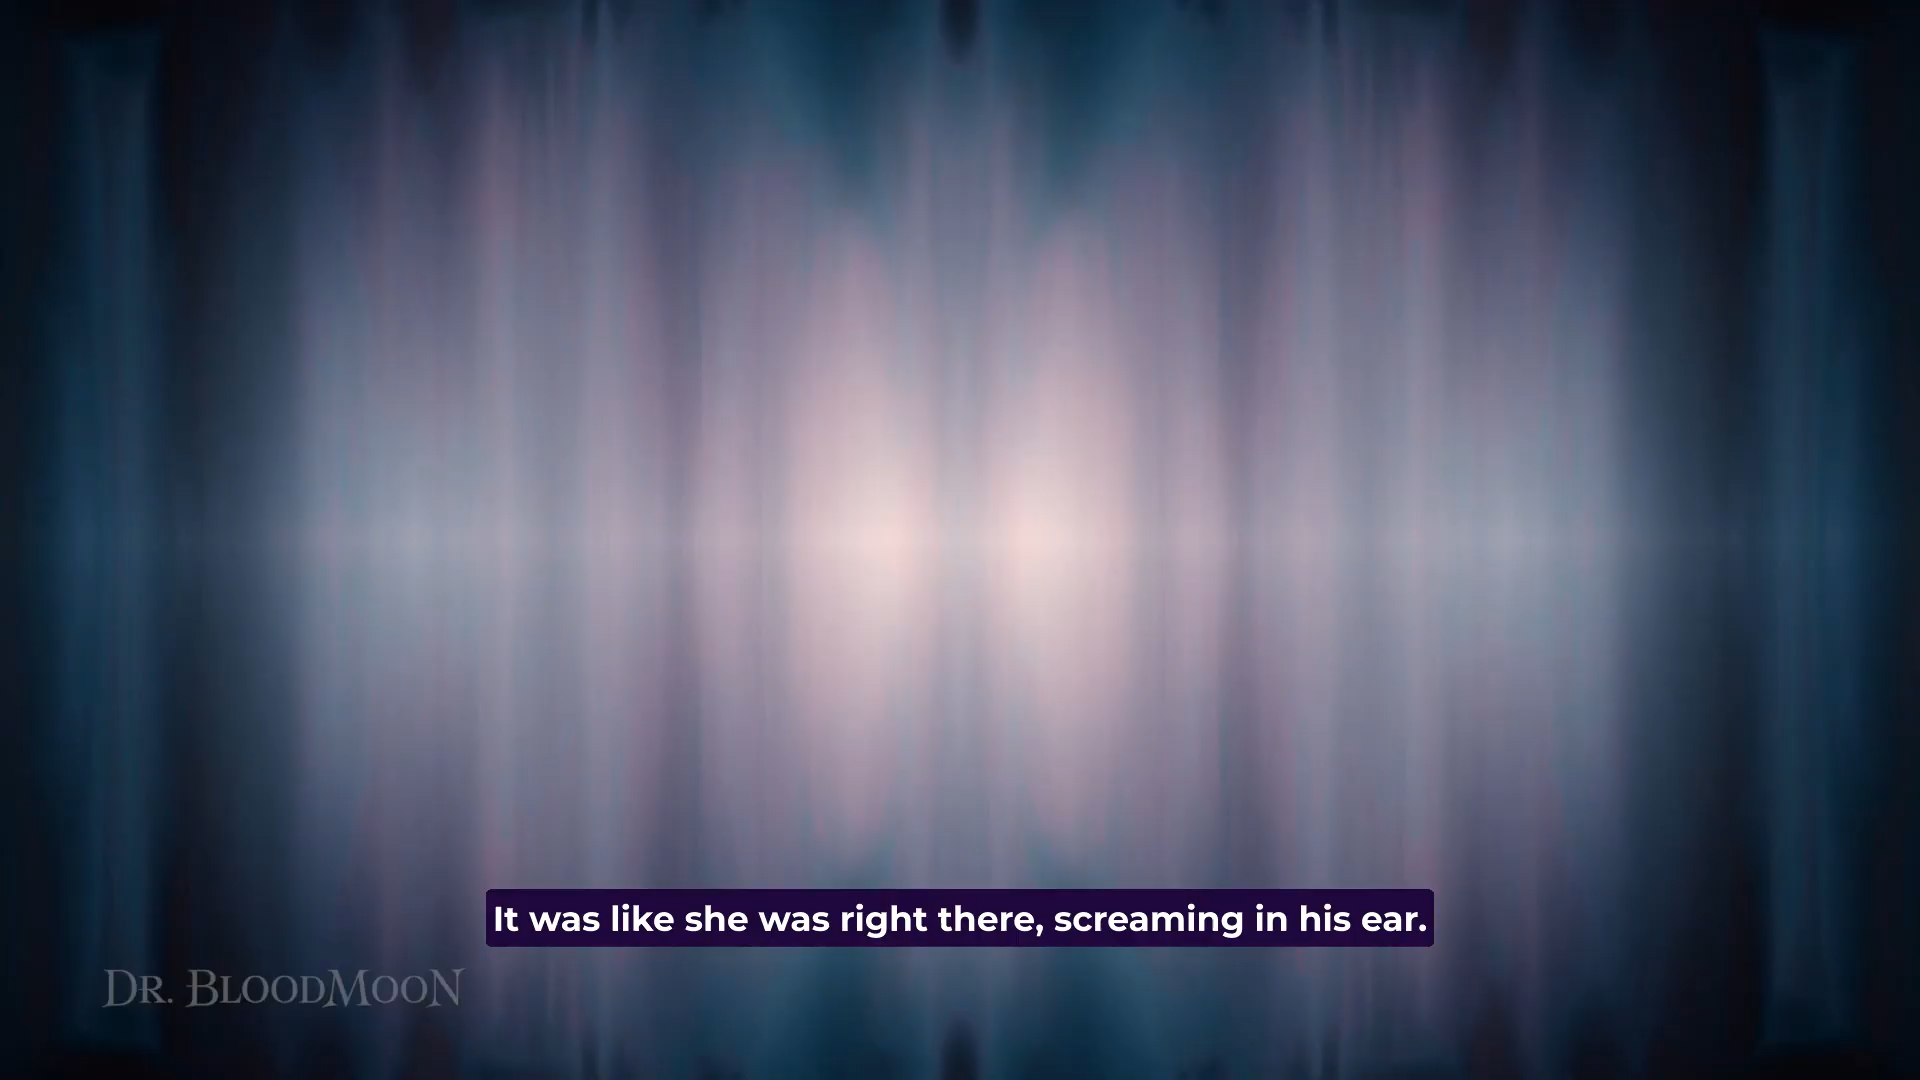 It was like she was right there, screaming in his ear.
Dr. BloodMooN